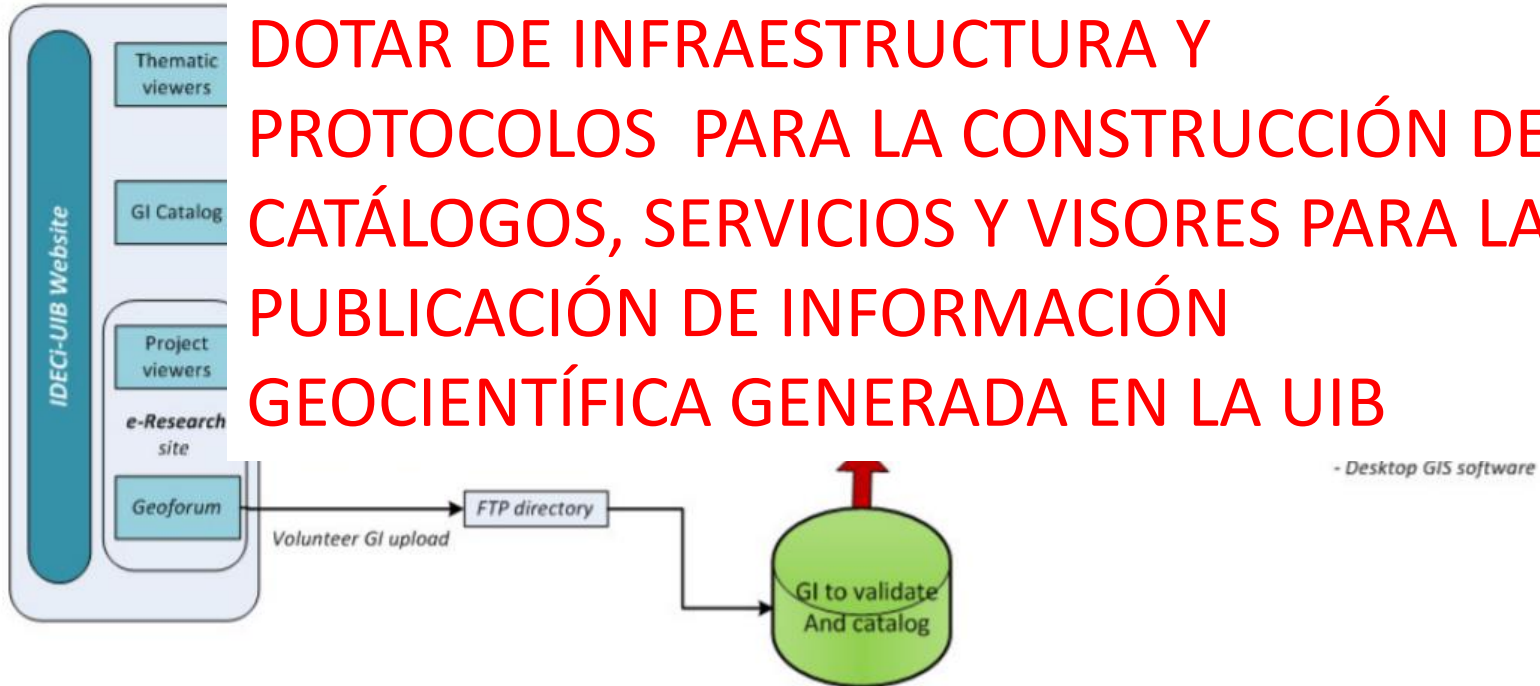 IDECi-UIB Website
Thematic
viewers
GI Catalog
Project
viewers
e-Research
site
Geoforum
DOTAR DE INFRAESTRUCTURA Y
PROTOCOLOS PARA LA CONSTRUCCIÓN DE
CATÁLOGOS, SERVICIOS Y VISORES PARA LA
PUBLICACIÓN DE INFORMACIÓN
GEOCIENTÍFICA GENERADA EN LA UIB
- Desktop GIS software
Volunteer GI upload
FTP directory
GI to validate
And catalog